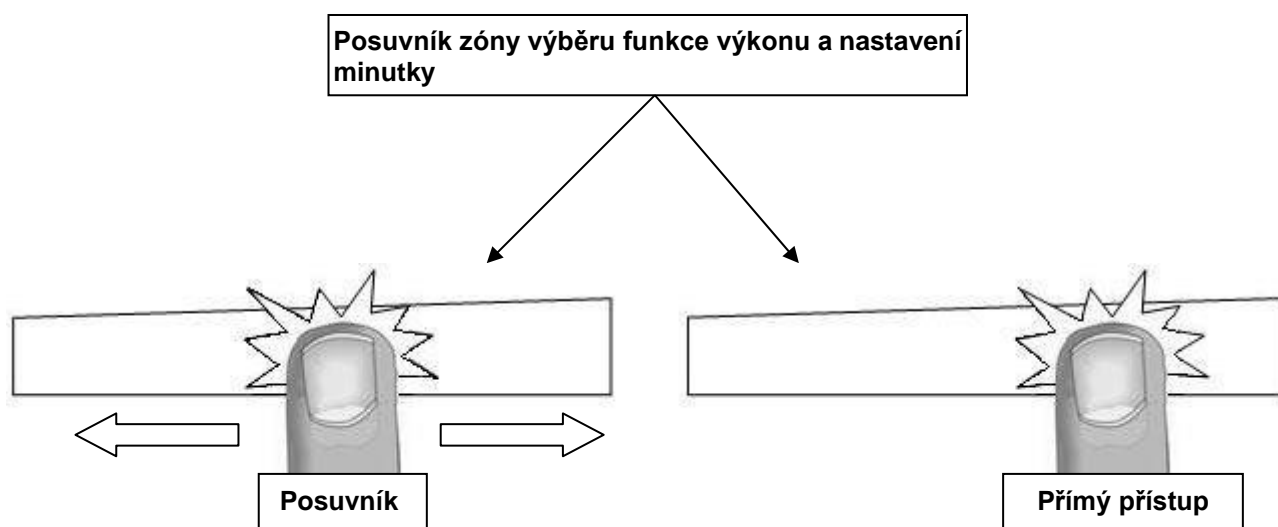 Posuvník zóny výběru funkce výkonu a nastavení
minutky
Posuvník
Přímý přístup